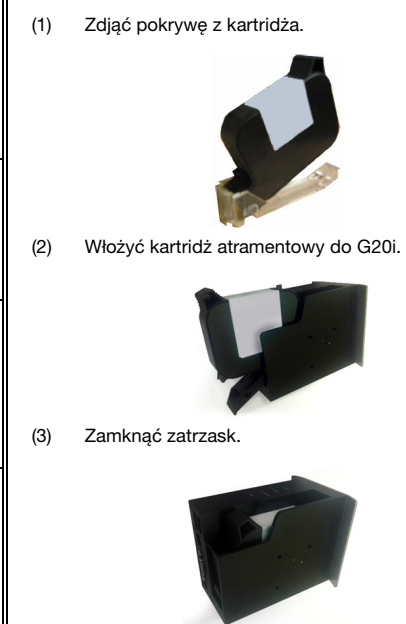 (1) Zdjąć pokrywę z kartridża.
(2) Włożyć kartridż atramentowy do G20i.
(3) Zamknąć zatrzask.